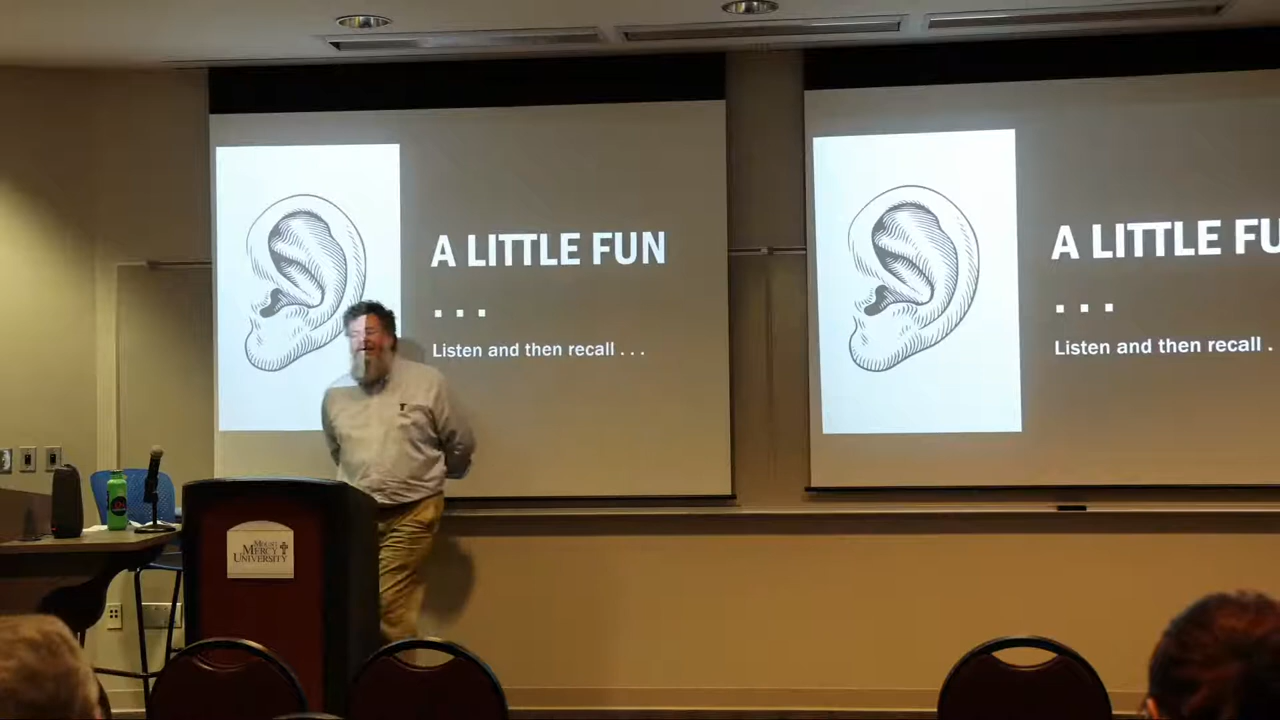 A LITTLE FUN
. . .
Listen and then recall . . .
A LITTLE FU
. . .
Listen and then recall .
MOUNT
MERCY
UNIVERSITY